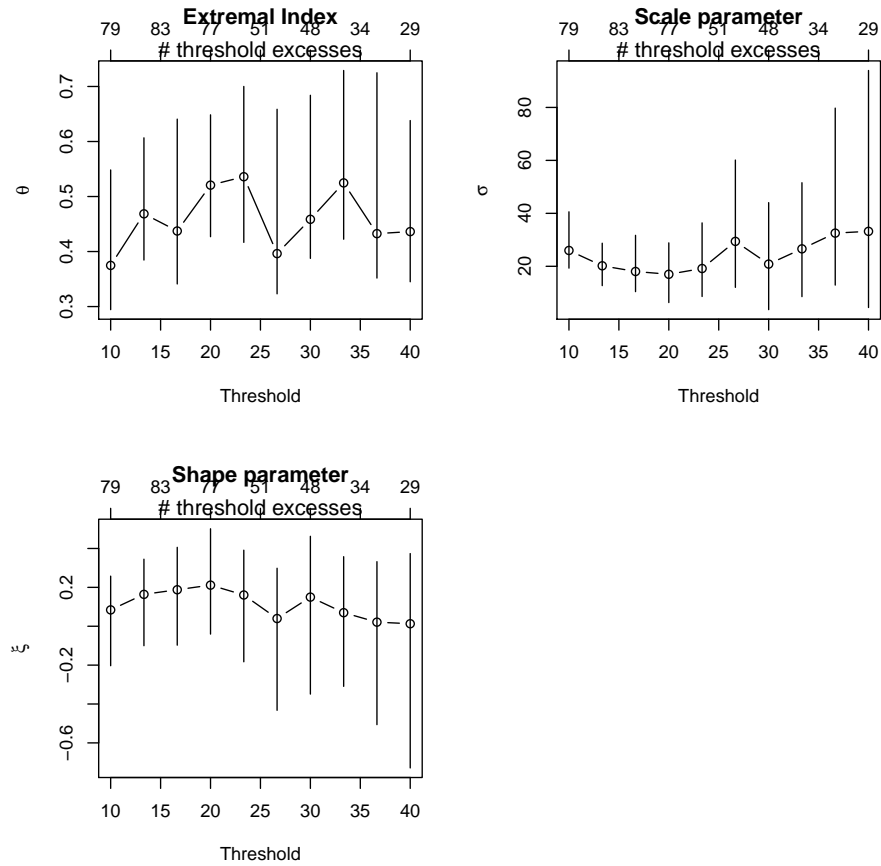 Extremal Index
79 83 77 51 48 34 29
# threshold excesses
θ
0.7
0.6
0.5
0.4
0.3
10 15 20 25 30 35 40
Threshold
Scale parameter
79 83 77 51 48 34 29
# threshold excesses
σ
80
60
40
20
10 15 20 25 30 35 40
Threshold
Shape parameter
79 83 77 51 48 34 29
# threshold excesses
ξ
0.2
−0.2
−0.6
10 15 20 25 30 35 40
Threshold